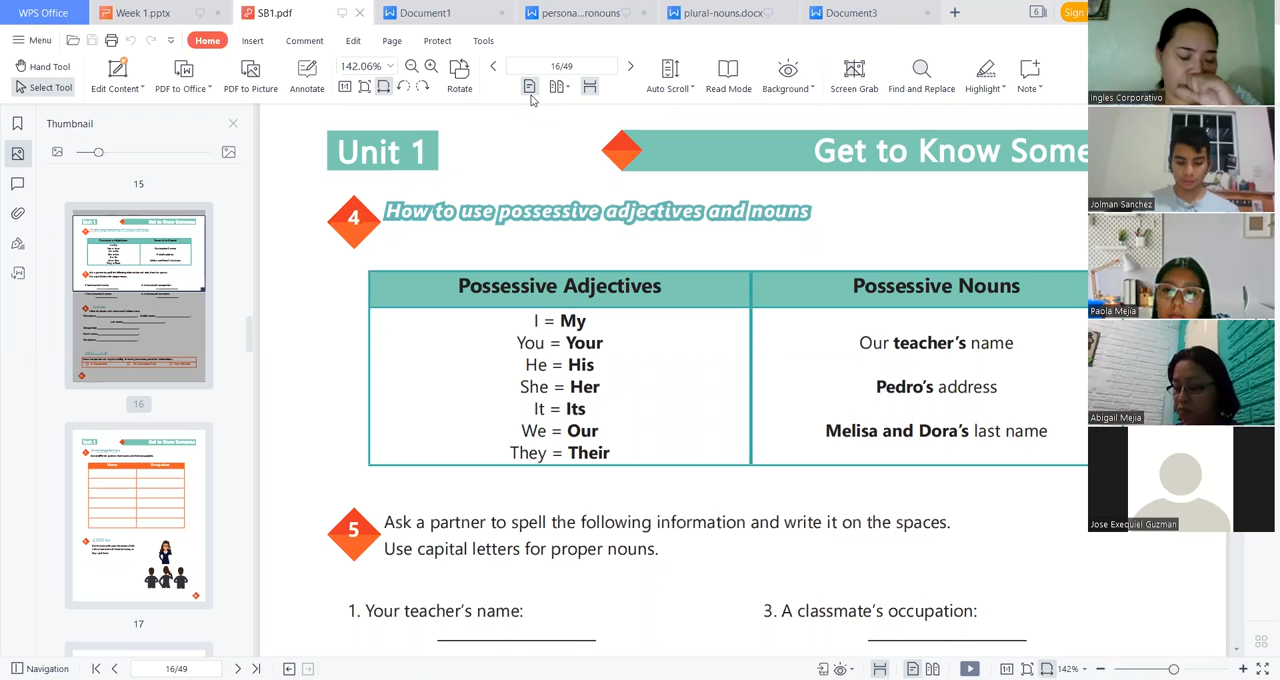 WPS Office
Week 1.pptx
SB1.pdf
Document1
persona...ronouns
plural-nouns.docx
Document3
6
Sign
Menu
Home
Insert
Comment
Edit
Page
Protect
Tools
Hand Tool
Select Tool
Edit Content
PDF to Office
PDF to Picture
Annotate
142.06%
Rotate
16/49
Auto Scroll
Read Mode
Background
Screen Grab
Find and Replace
Highlight
Note
Thumbnail
15
16
17
Unit 1
Get to Know Some
4
How to use possessive adjectives and nouns
Possessive Adjectives
Possessive Nouns
I = My
You = Your
He = His
She = Her
It = Its
We = Our
They = Their
Our teacher's name
Pedro's address
Melisa and Dora's last name
5
Ask a partner to spell the following information and write it on the spaces.
Use capital letters for proper nouns.
1. Your teacher's name:
3. A classmate's occupation:
Ingles Corporativo
Jolman Sanchez
Paola Mejia
Abigail Mejia
Jose Exequiel Guzman
Navigation
16/49
142%